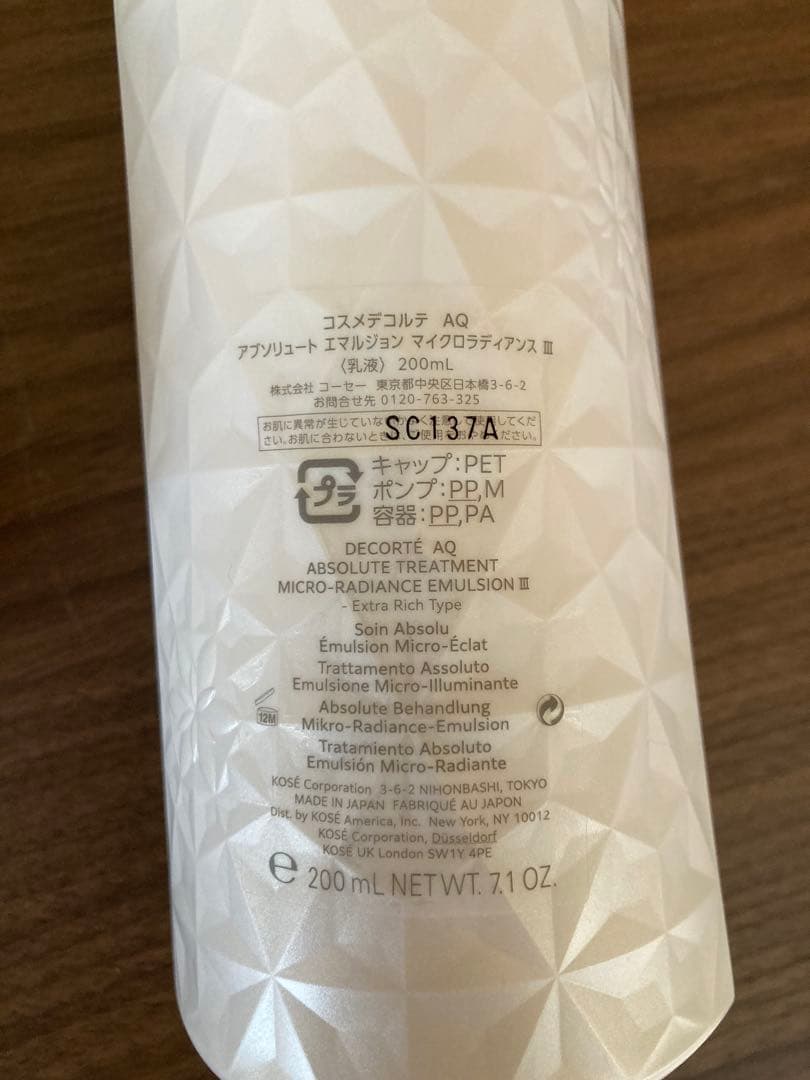 コスメデコルテ AQ
アブソリュート エマルジョン マイクロラディアンス Ⅲ
〈乳液〉 200mL
株式会社 コーセー 東京都中央区日本橋3-6-2
お問合せ先 0120-763-325
お肌に異常が生じていな 使用してくだ
さい。お肌に合わないとき
SC137A
プラ
キャップ:PET
ポンプ:PP,M
容器:PP,PA
DECORTÉ AQ
ABSOLUTE TREATMENT
MICRO-RADIANCE EMULSION Ⅲ
- Extra Rich Type
Soin Absolu
Émulsion Micro-Éclat
Trattamento Assoluto
Emulsione Micro-Illuminante
12M
Absolute Behandlung
Mikro-Radiance-Emulsion
Tratamiento Absoluto
Emulsión Micro-Radiante
KOSÉ Corporation 3-6-2 NIHONBASHI, TOKYO
MADE IN JAPAN FABRIQUÉ AU JAPON
Dist. by KOSÉ America, Inc. New York, NY 10012
KOSÉ Corporation, Düsseldorf
KOSÉ UK London SW1Y 4PE
℮ 200 mL NET WT. 7.1 OZ.